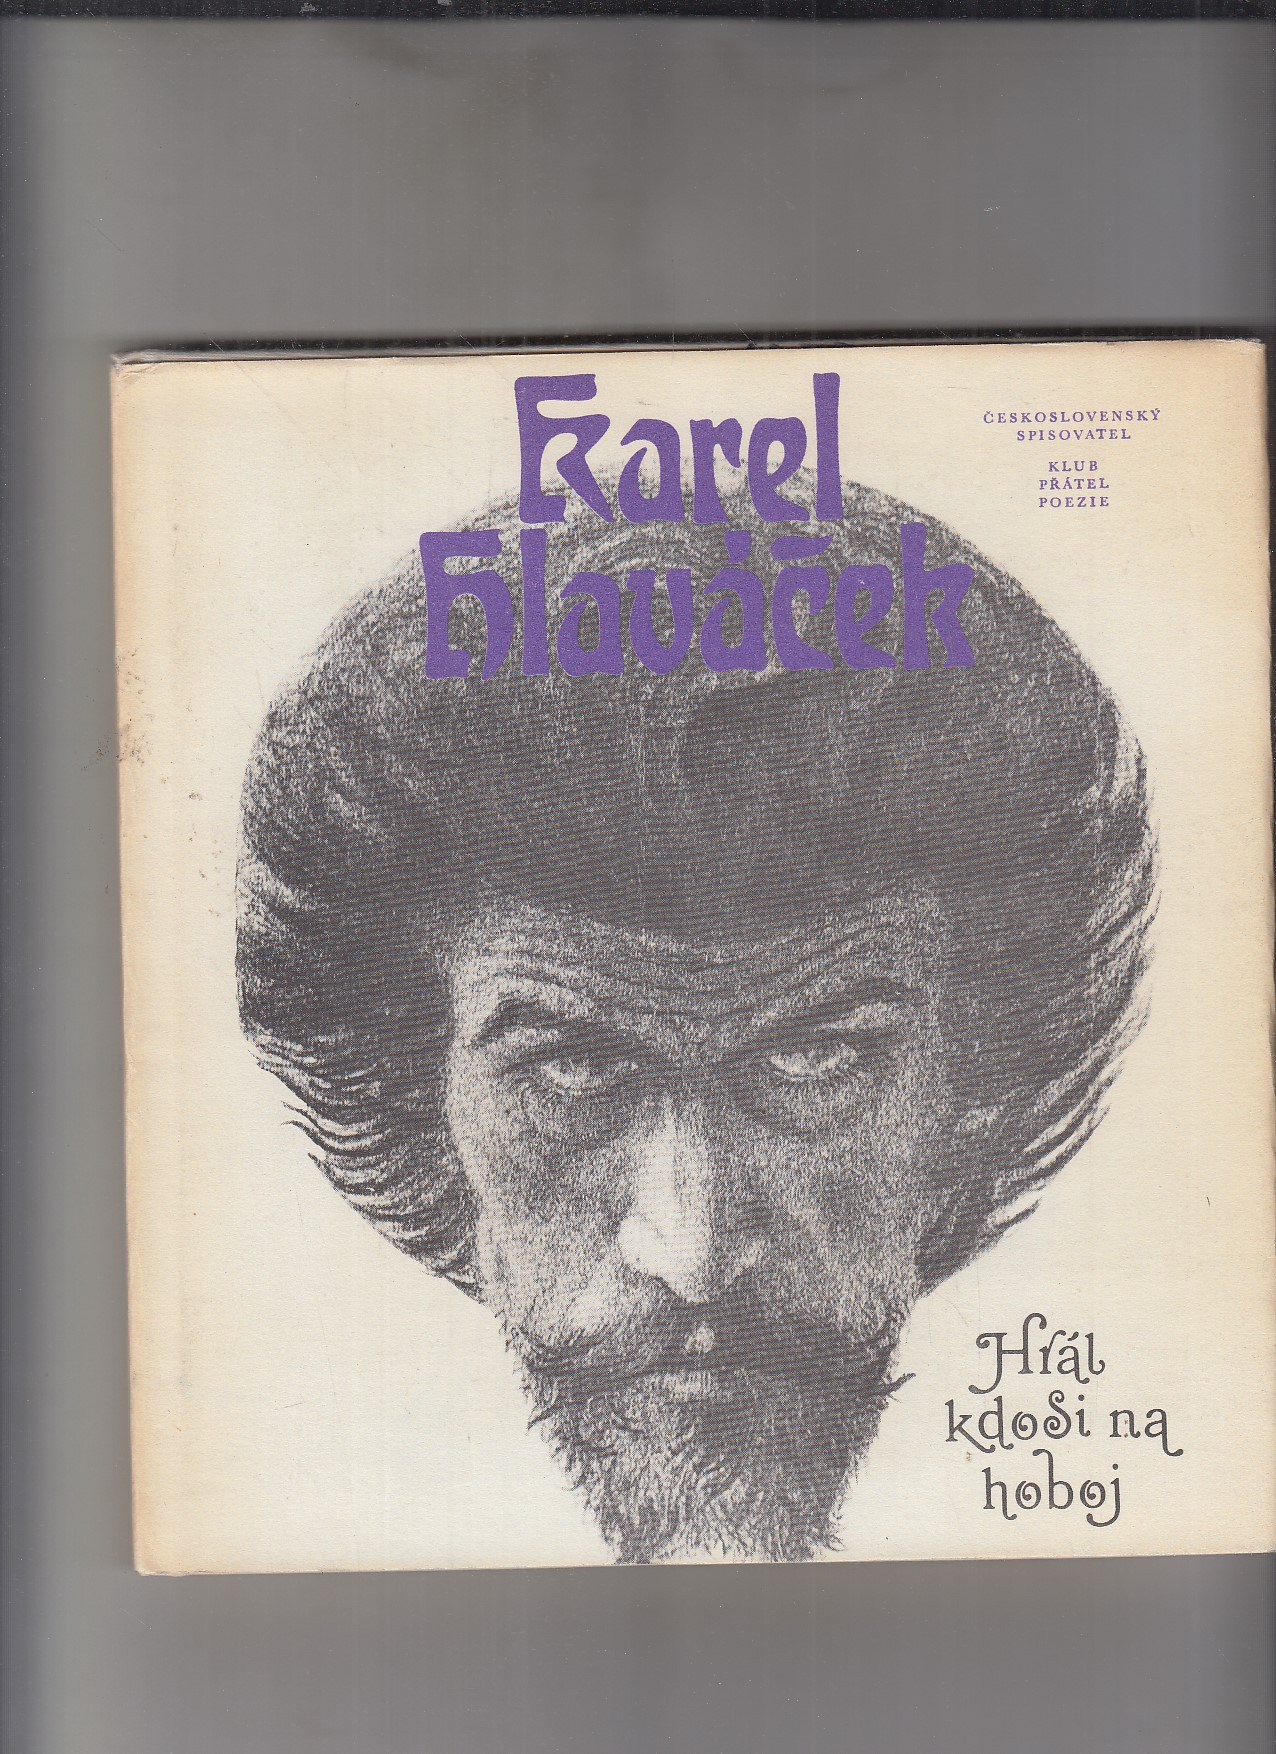 Karel
Hlaváček
ČESKOSLOVENSKÝ
SPISOVATEL
KLUB
PŘÁTEL
POEZIE
Hrál
kdosi na
hoboj